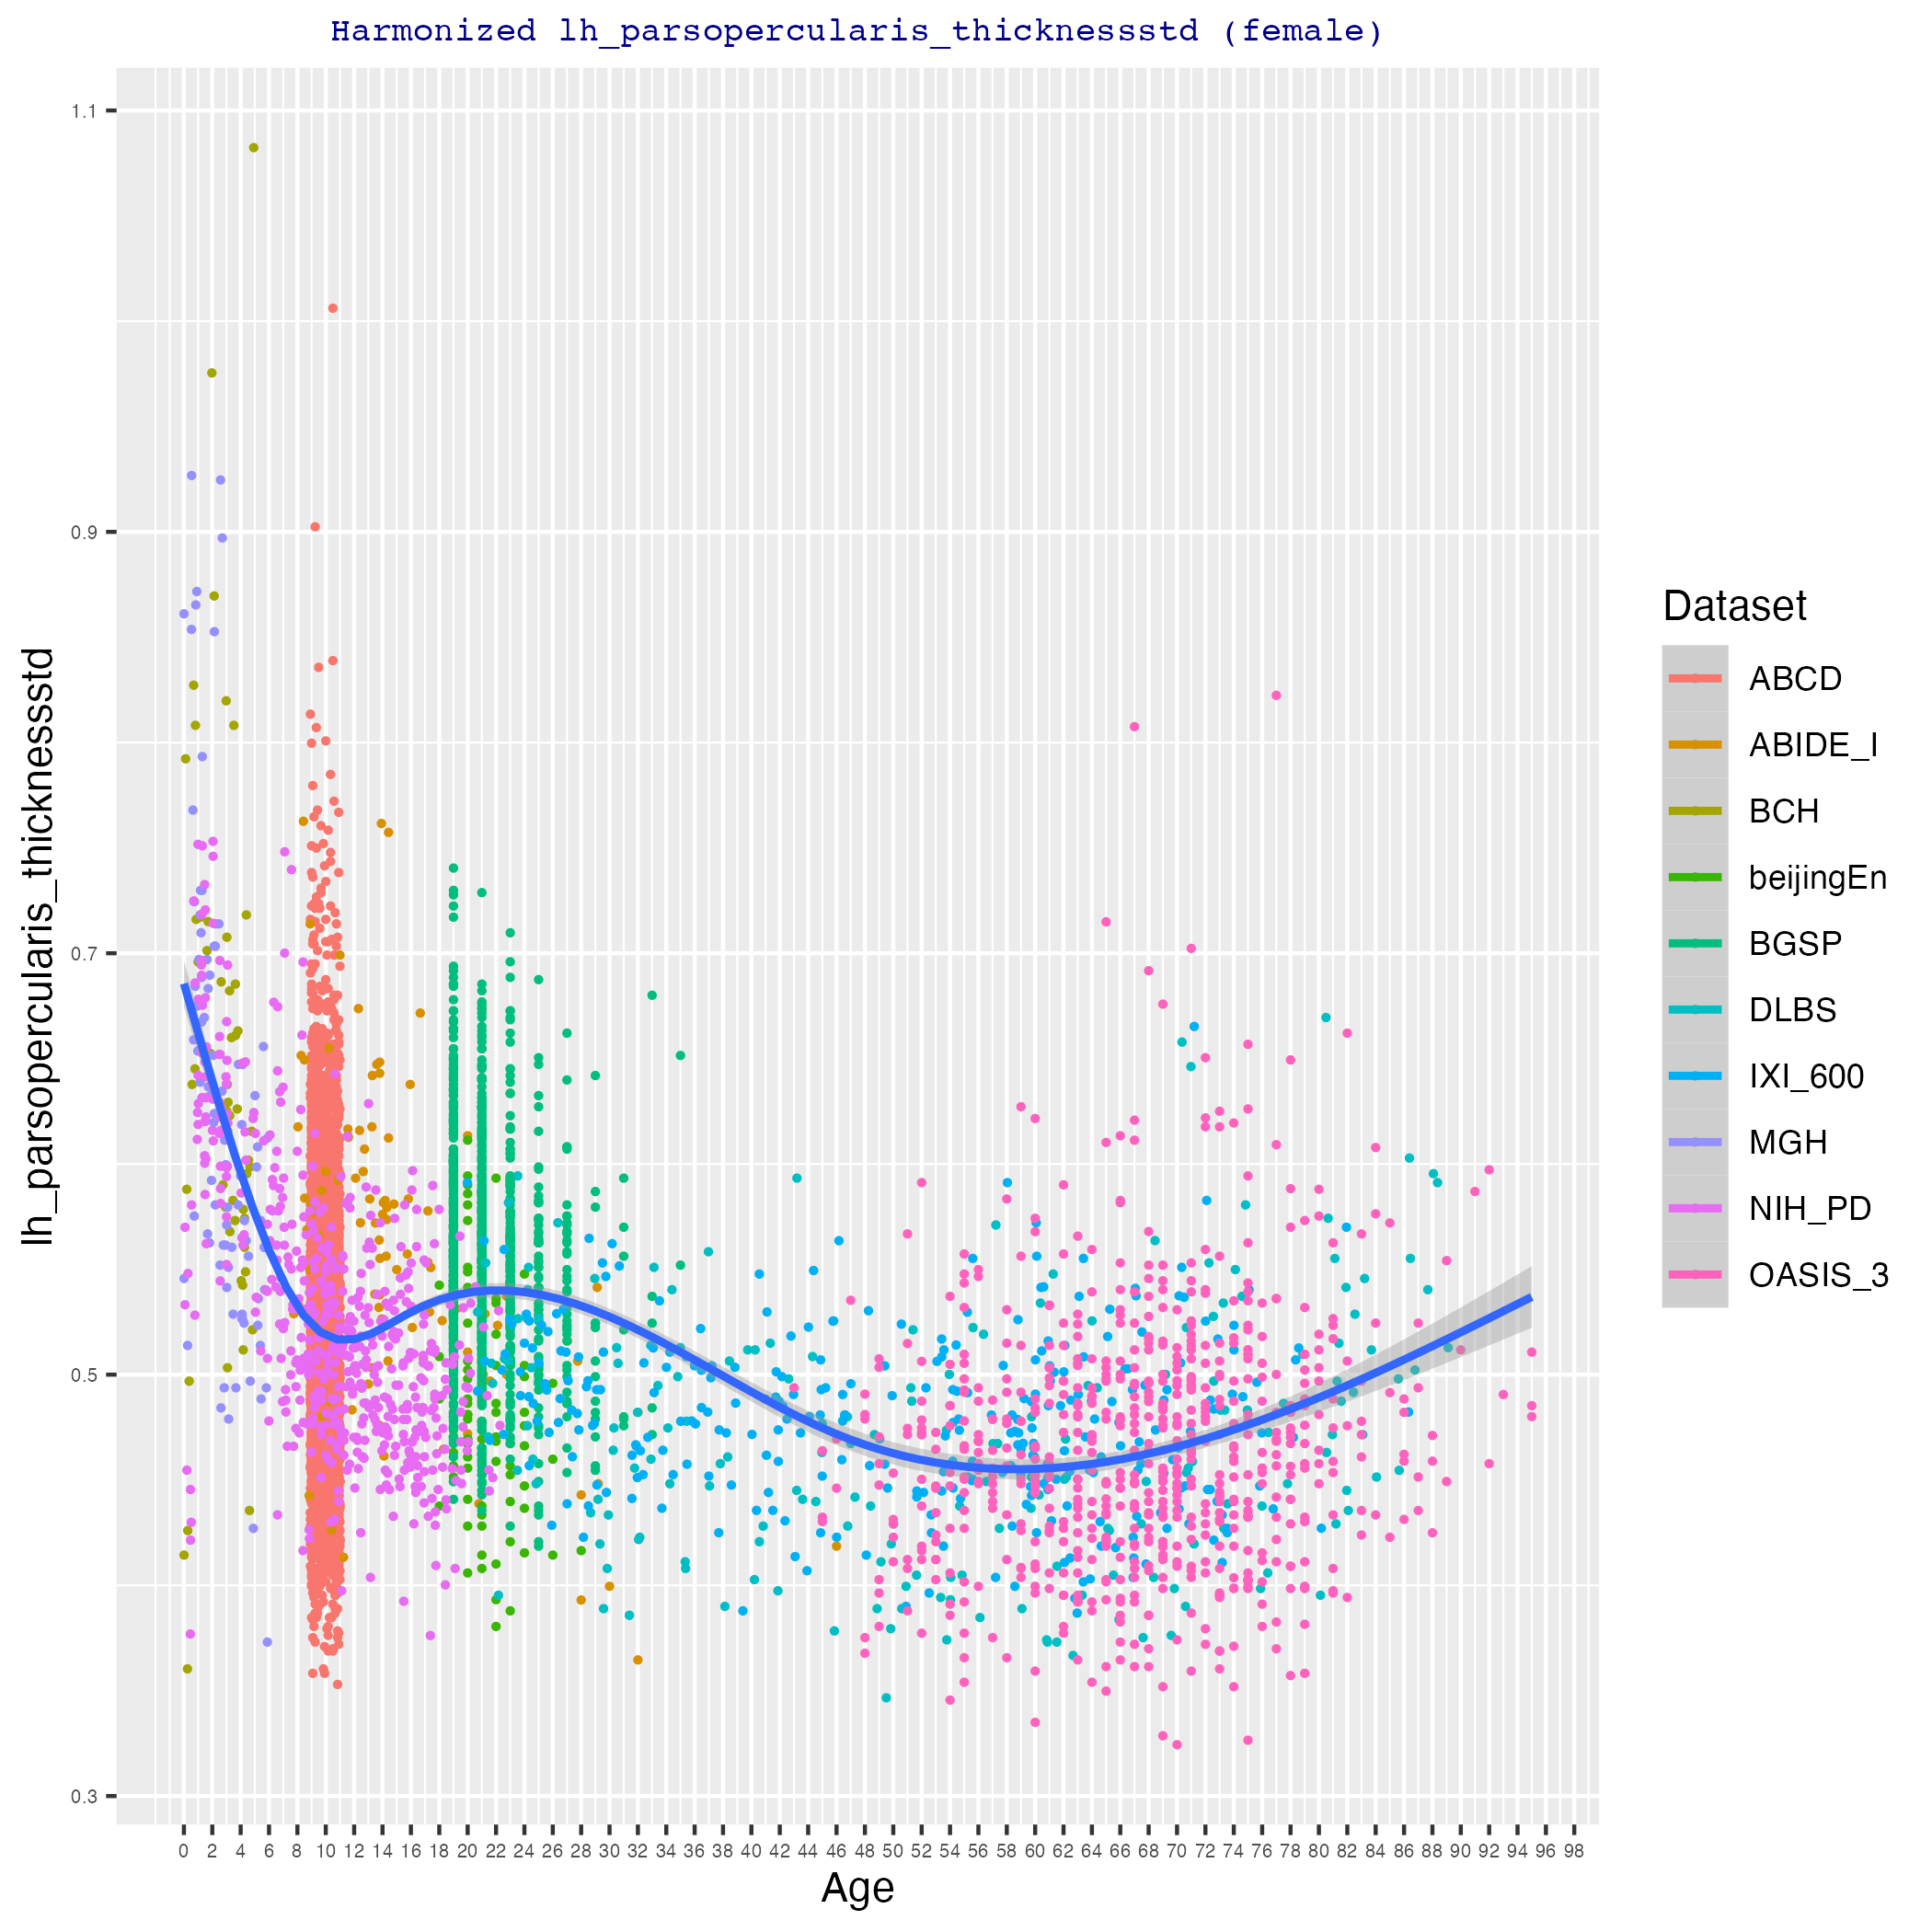 Harmonized lh_parsopercularis_thicknessstd (female)
lh_parsopercularis_thicknessstd
1.1
0.9
0.7
0.5
0.3
0 2 4 6 8 10 12 14 16 18 20 22 24 26 28 30 32 34 36 38 40 42 44 46 48 50 52 54 56 58 60 62 64 66 68 70 72 74 76 78 80 82 84 86 88 90 92 94 96 98
Age
Dataset
ABCD
ABIDE_I
BCH
beijingEn
BGSP
DLBS
IXI_600
MGH
NIH_PD
OASIS_3